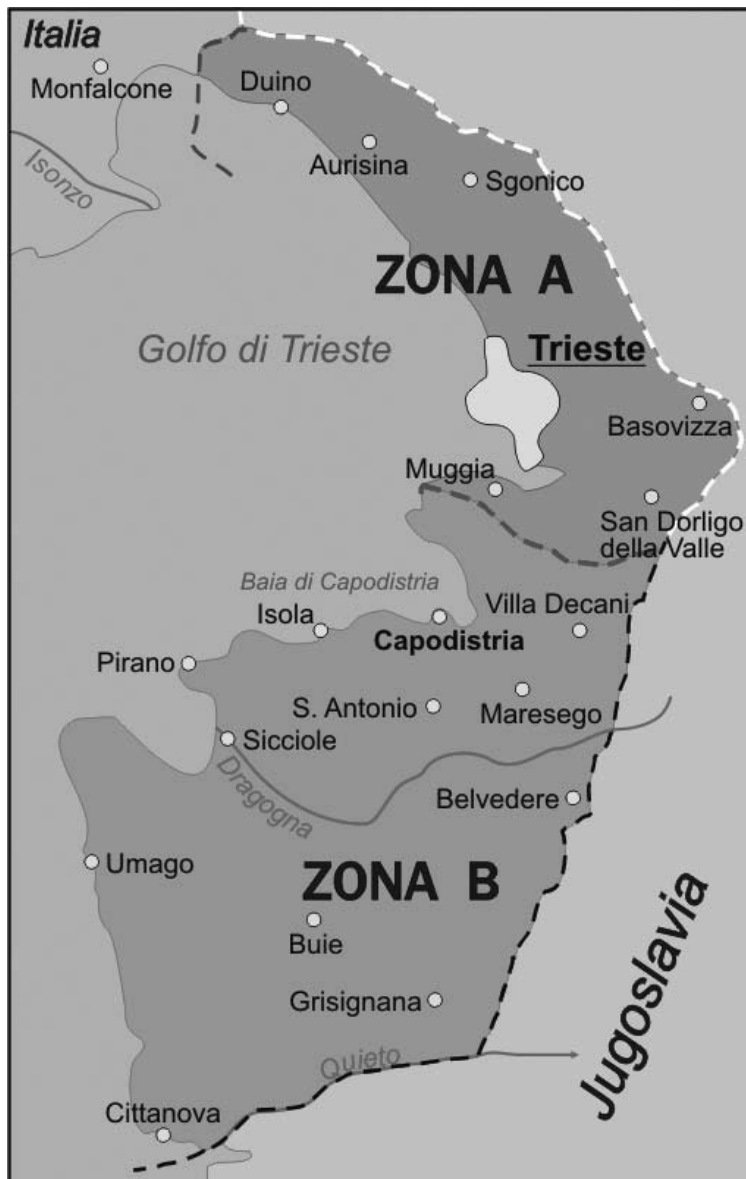 Italia
Monfalcone
Duino
Aurisina
Sgonico
Isonzo
ZONA A
Golfo di Trieste
Trieste
Basovizza
Muggia
San Dorligo
della Valle
Baia di Capodistria
Isola
Villa Decani
Capodistria
Pirano
S. Antonio
Maresego
Sicciole
Dragogna
Belvedere
Umago
ZONA B
Buie
Grisignana
Jugoslavia
Quieto
Cittanova